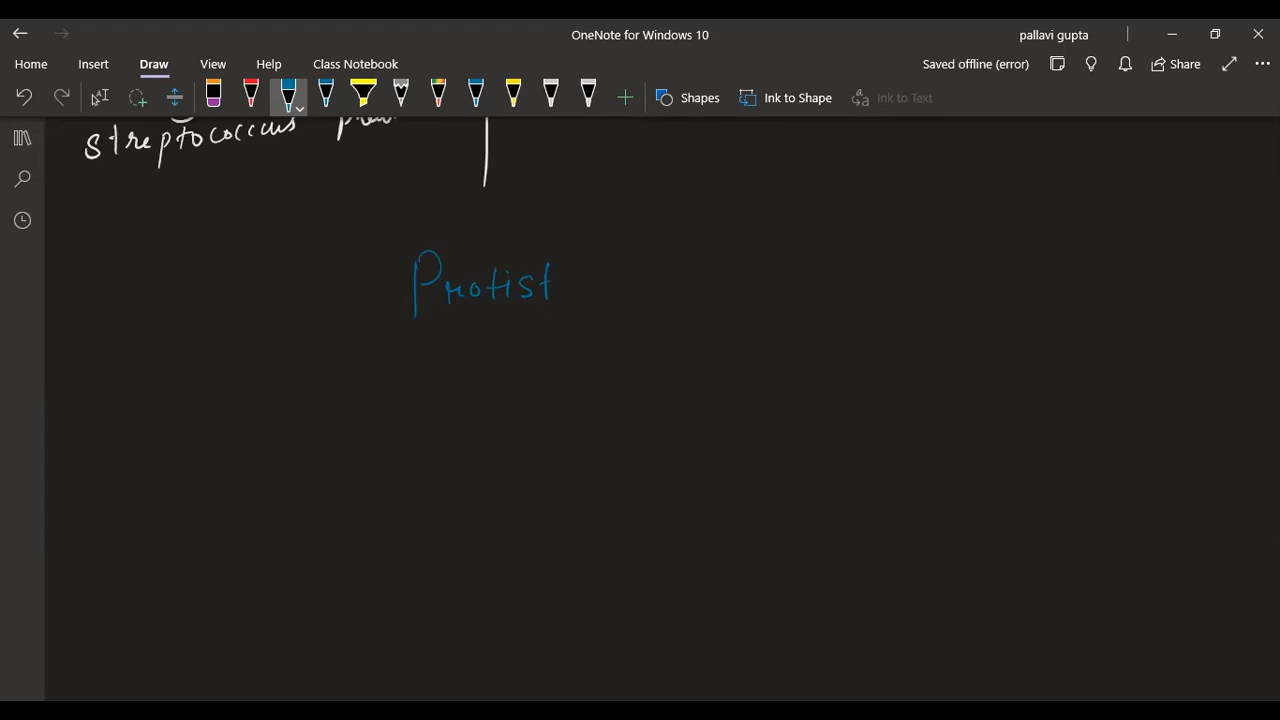 OneNote for Windows 10
pallavi gupta
Home Insert Draw View Help Class Notebook
Saved offline (error)
Share
Shapes
Ink to Shape
Ink to Text
streptococcus
Protist